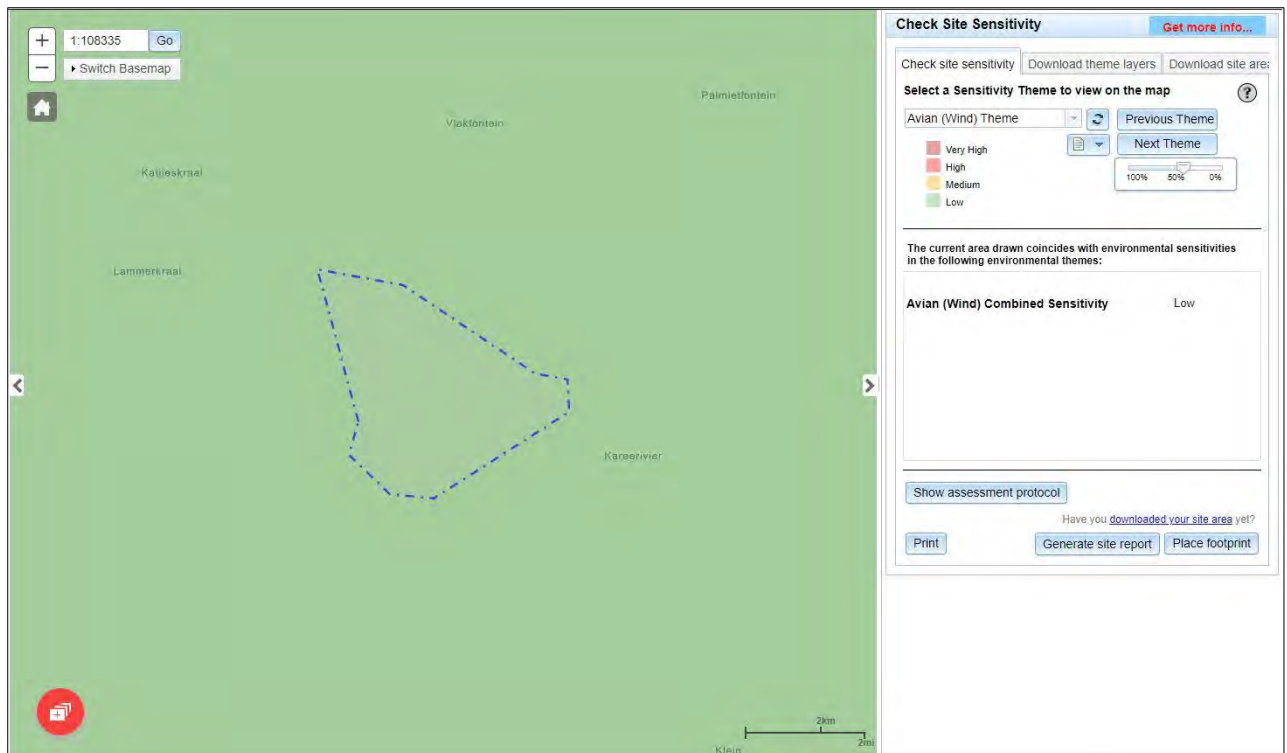 +
1:108335 Go
−
Switch Basemap
Palmietfontein
Vlakfontein
Kalilieskraal
Lammerkraal
Kareerivier
2km
2mi
Klein
Check Site Sensitivity
Get more info...
Check site sensitivity Download theme layers Download site area
Select a Sensitivity Theme to view on the map
?
Avian (Wind) Theme Previous Theme
Next Theme
Very High
High
Medium
Low
100% 50% 0%
The current area drawn coincides with environmental sensitivities
in the following environmental themes:
Avian (Wind) Combined Sensitivity Low
Show assessment protocol
Have you downloaded your site area yet?
Print Generate site report Place footprint